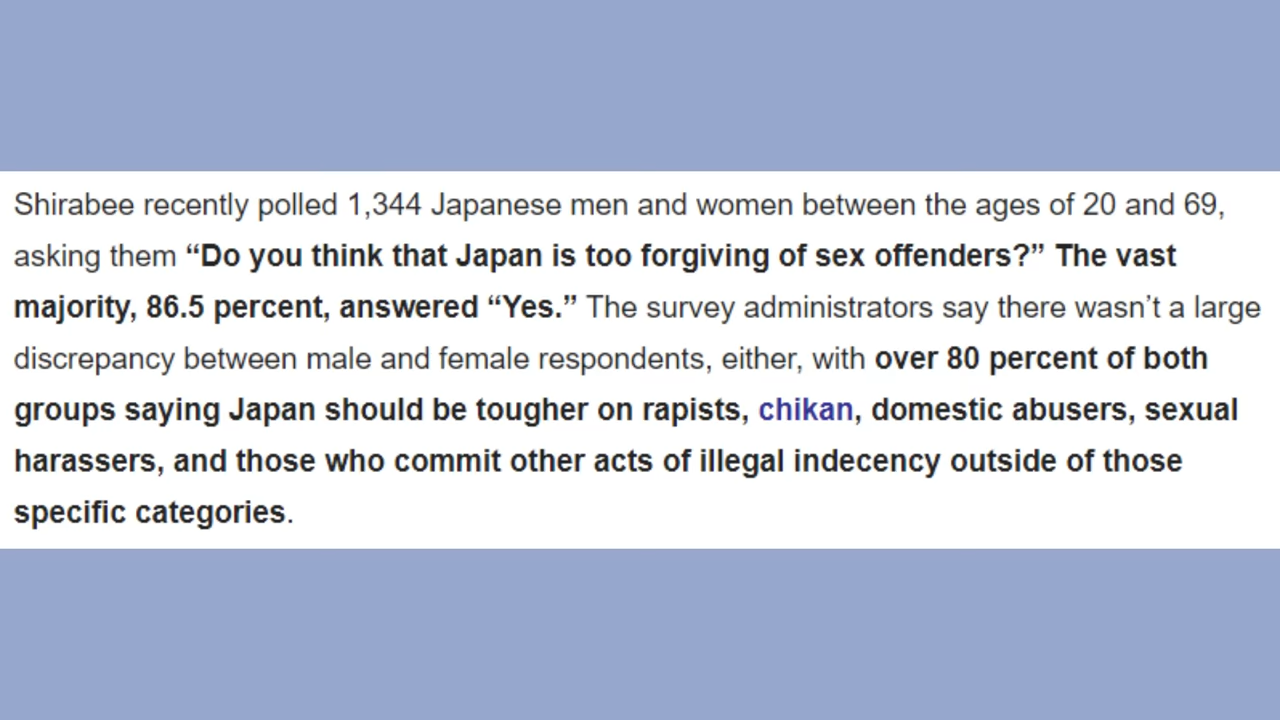 Shirabee recently polled 1,344 Japanese men and women between the ages of 20 and 69,
asking them “Do you think that Japan is too forgiving of sex offenders?” The vast
majority, 86.5 percent, answered “Yes.” The survey administrators say there wasn’t a large
discrepancy between male and female respondents, either, with over 80 percent of both
groups saying Japan should be tougher on rapists, chikan, domestic abusers, sexual
harassers, and those who commit other acts of illegal indecency outside of those
specific categories.